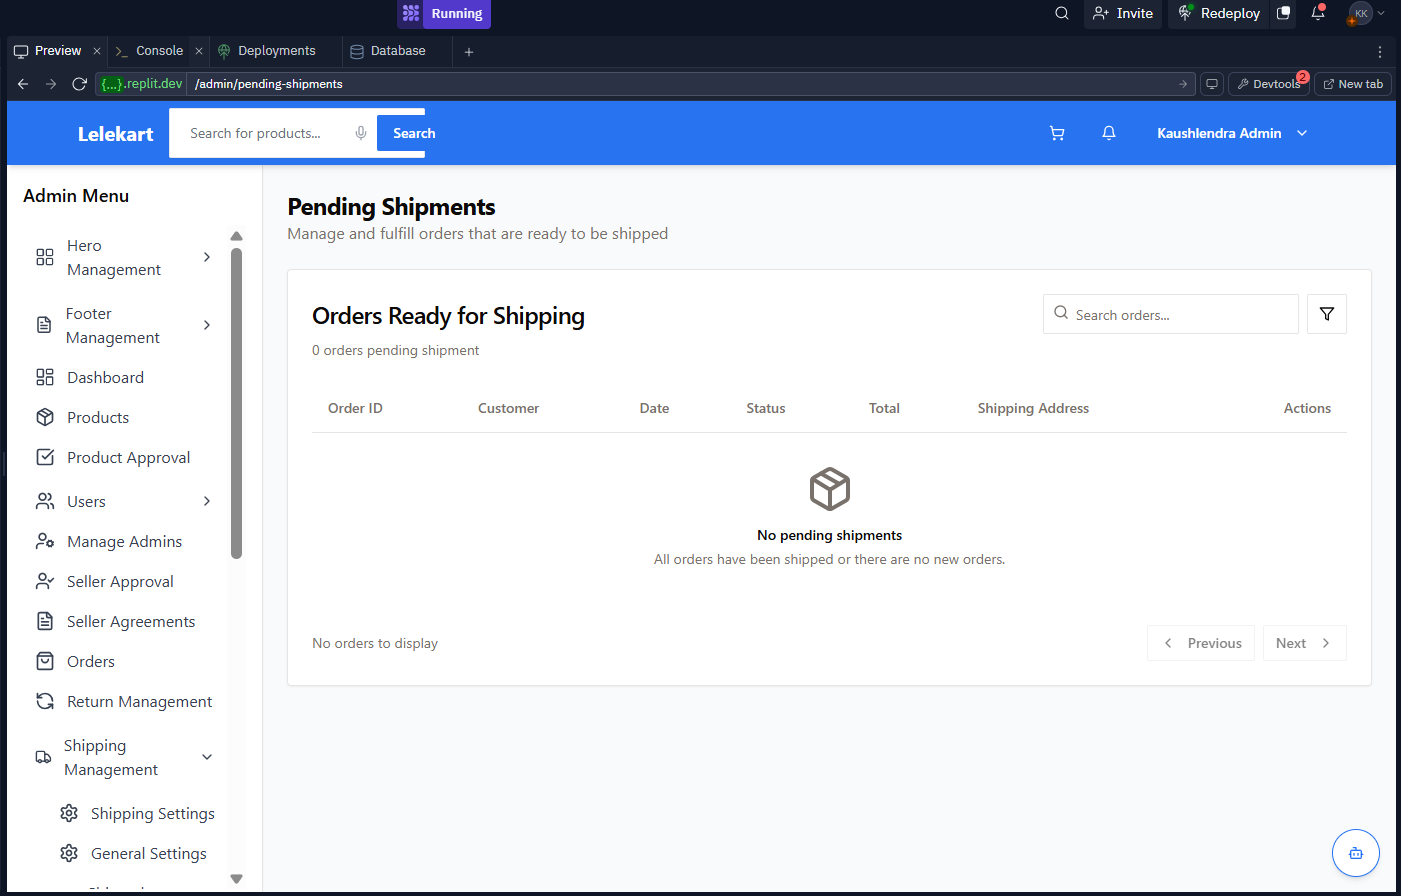 Running
Invite
Redeploy
KK
Preview
Console
Deployments
Database
{...}.replit.dev
/admin/pending-shipments
Devtools
2
New tab
Lelekart
Search for products...
Search
Kaushlendra Admin
Admin Menu
Hero
Management
Footer
Management
Dashboard
Products
Product Approval
Users
Manage Admins
Seller Approval
Seller Agreements
Orders
Return Management
Shipping
Management
Shipping Settings
General Settings
Pending Shipments
Manage and fulfill orders that are ready to be shipped
Orders Ready for Shipping
Search orders...
0 orders pending shipment
Order ID Customer Date Status Total Shipping Address Actions
No pending shipments
All orders have been shipped or there are no new orders.
No orders to display
Previous
Next